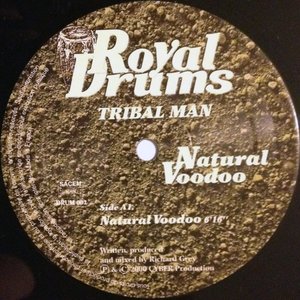 Royal
Drums
TRIBAL MAN
Natural
Voodoo
SACEM
DRUM 002
Side A1.
Natural Voodoo 6'16"
Written, produced
and mixed by Richard Grey
(P) & (C) 2000 CYBER Production